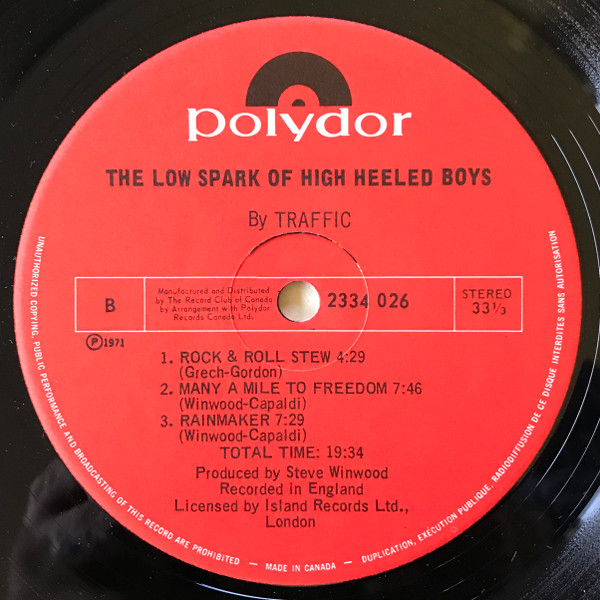 polydor
THE LOW SPARK OF HIGH HEELED BOYS
By TRAFFIC
B
Manufactured and Distributed
by The Record Club of Canada
by Arrangement with Polydor
Records Canada Ltd.
2334 026
STEREO
33⅓
Ⓟ1971
1. ROCK & ROLL STEW 4:29
(Grech-Gordon)
2. MANY A MILE TO FREEDOM 7:46
(Winwood-Capaldi)
3. RAINMAKER 7:29
(Winwood-Capaldi)
TOTAL TIME: 19:34
Produced by Steve Winwood
Recorded in England
Licensed by Island Records Ltd.,
London
UNAUTHORIZED COPYING, PUBLIC PERFORMANCE AND BROADCASTING OF THIS RECORD ARE PROHIBITED — MADE IN CANADA — DUPLICATION, EXÉCUTION PUBLIQUE, RADIODIFFUSION DE CE DISQUE INTERDITES SANS AUTORISATION